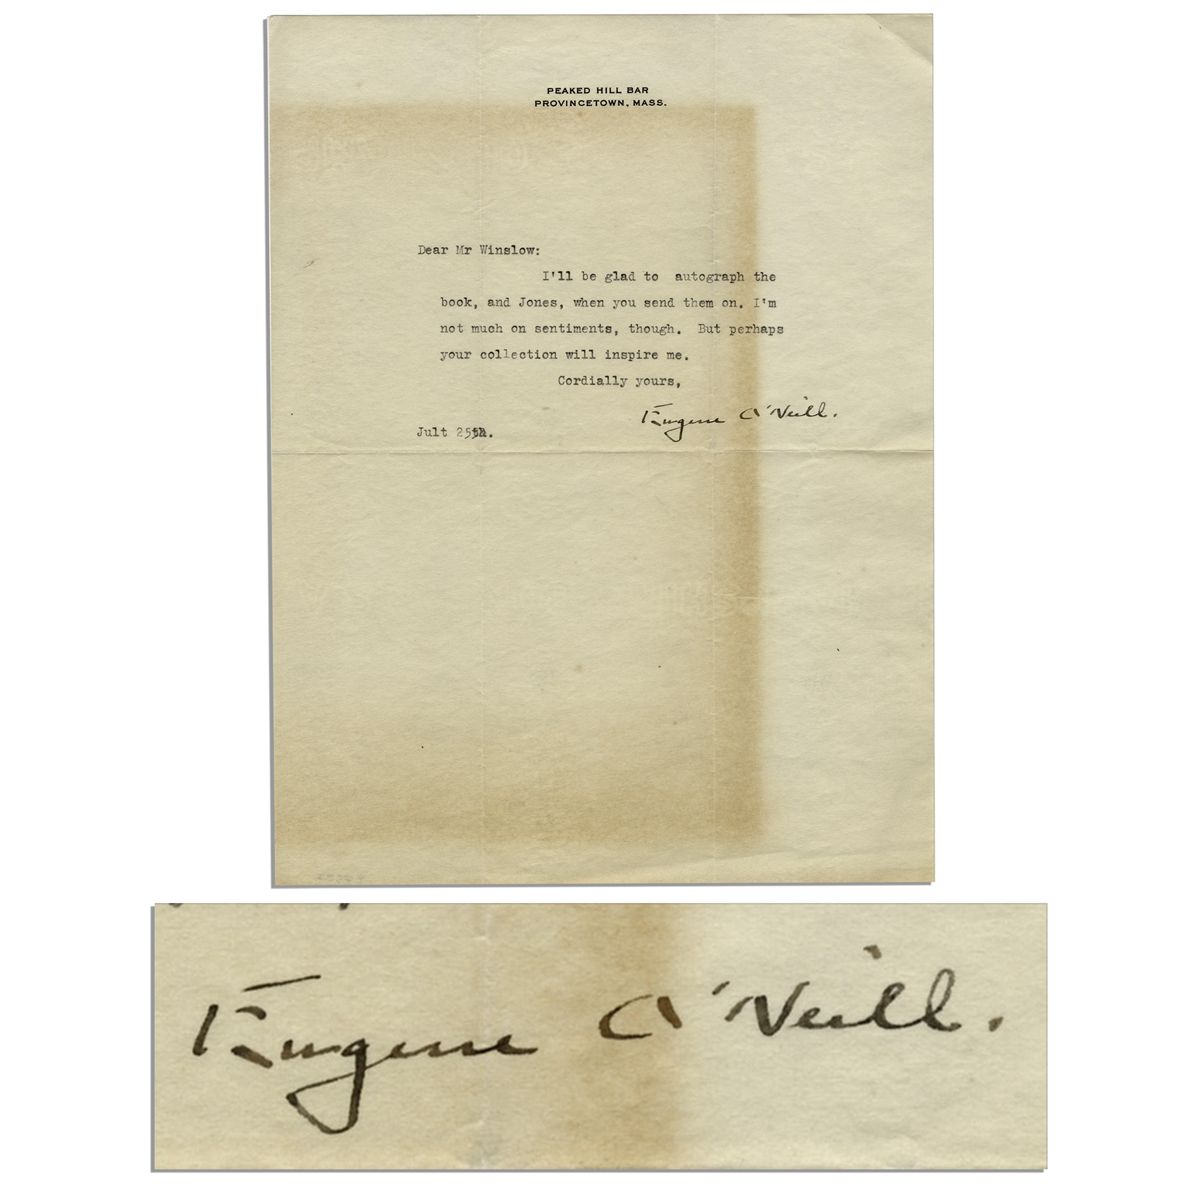 PEAKED HILL BAR
PROVINCETOWN, MASS.
Dear Mr Winslow:
I'll be glad to autograph the
book, and Jones, when you send them on. I'm
not much on sentiments, though. But perhaps
your collection will inspire me.
Cordially yours,
Eugene O'Neill.
Jult 25th.
Eugene O'Neill.